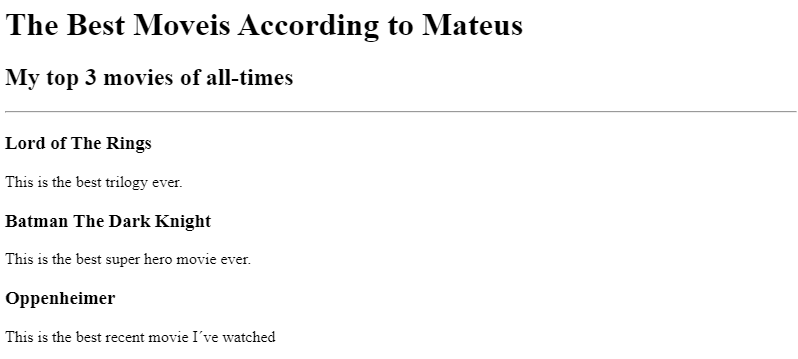 The Best Moveis According to Mateus
My top 3 movies of all-times
Lord of The Rings
This is the best trilogy ever.
Batman The Dark Knight
This is the best super hero movie ever.
Oppenheimer
This is the best recent movie I´ve watched